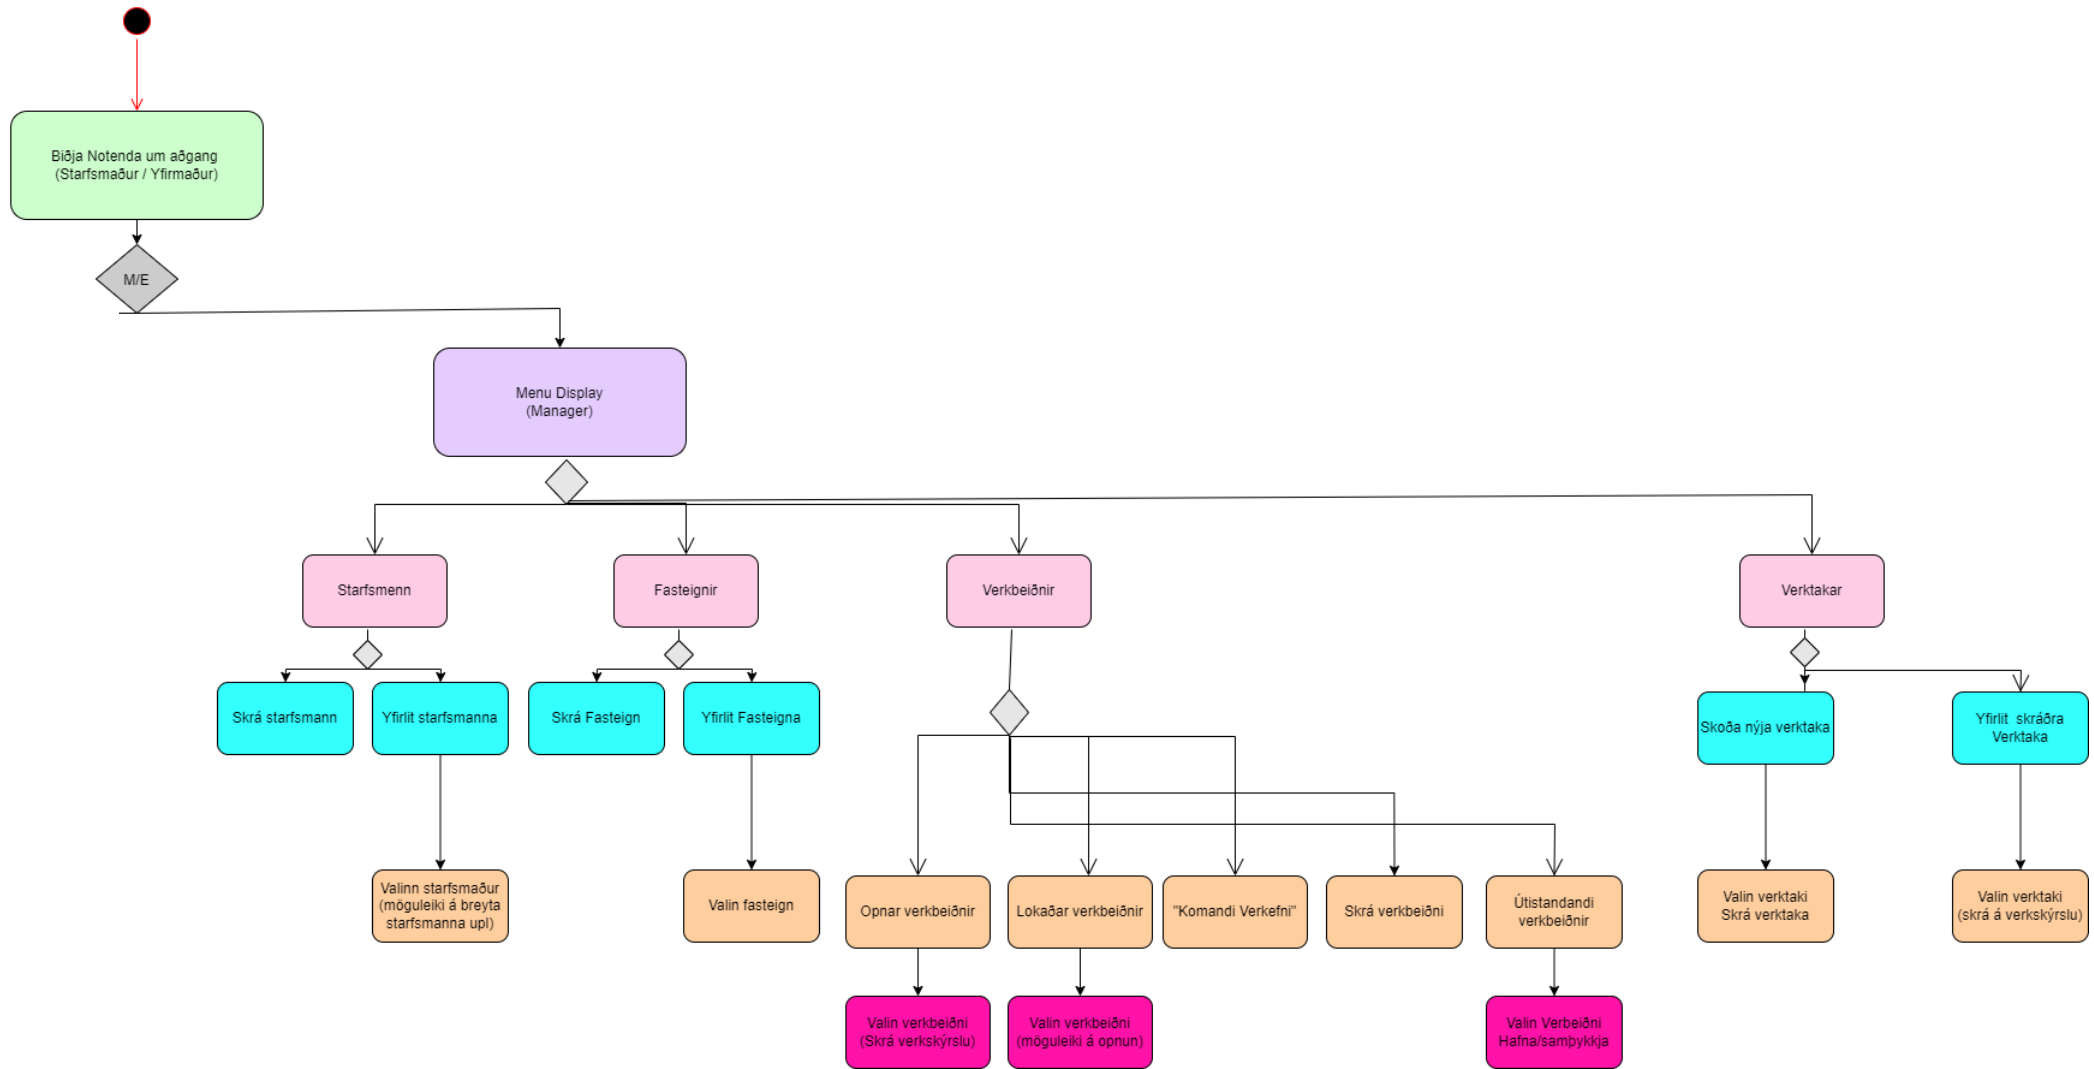 Biðja Notenda um aðgang
(Starfsmaður / Yfirmaður)
M/E
Menu Display
(Manager)
Starfsmenn
Fasteignir
Verkbeiðnir
Verktakar
Skrá starfsmann
Yfirlit starfsmanna
Skrá Fasteign
Yfirlit Fasteigna
Skoða nýja verktaka
Yfirlit skráðra
Verktaka
Valinn starfsmaður
(möguleiki á breyta
starfsmanna upl)
Valin fasteign
Opnar verkbeiðnir
Lokaðar verkbeiðnir
"Komandi Verkefni"
Skrá verkbeiðni
Útistandandi
verkbeiðnir
Valin verktaki
Skrá verktaka
Valin verktaki
(skrá á verkskýrslu)
Valin verkbeiðni
(Skrá verkskýrslu)
Valin verkbeiðni
(möguleiki á opnun)
Valin Verbeiðni
Hafna/samþykkja